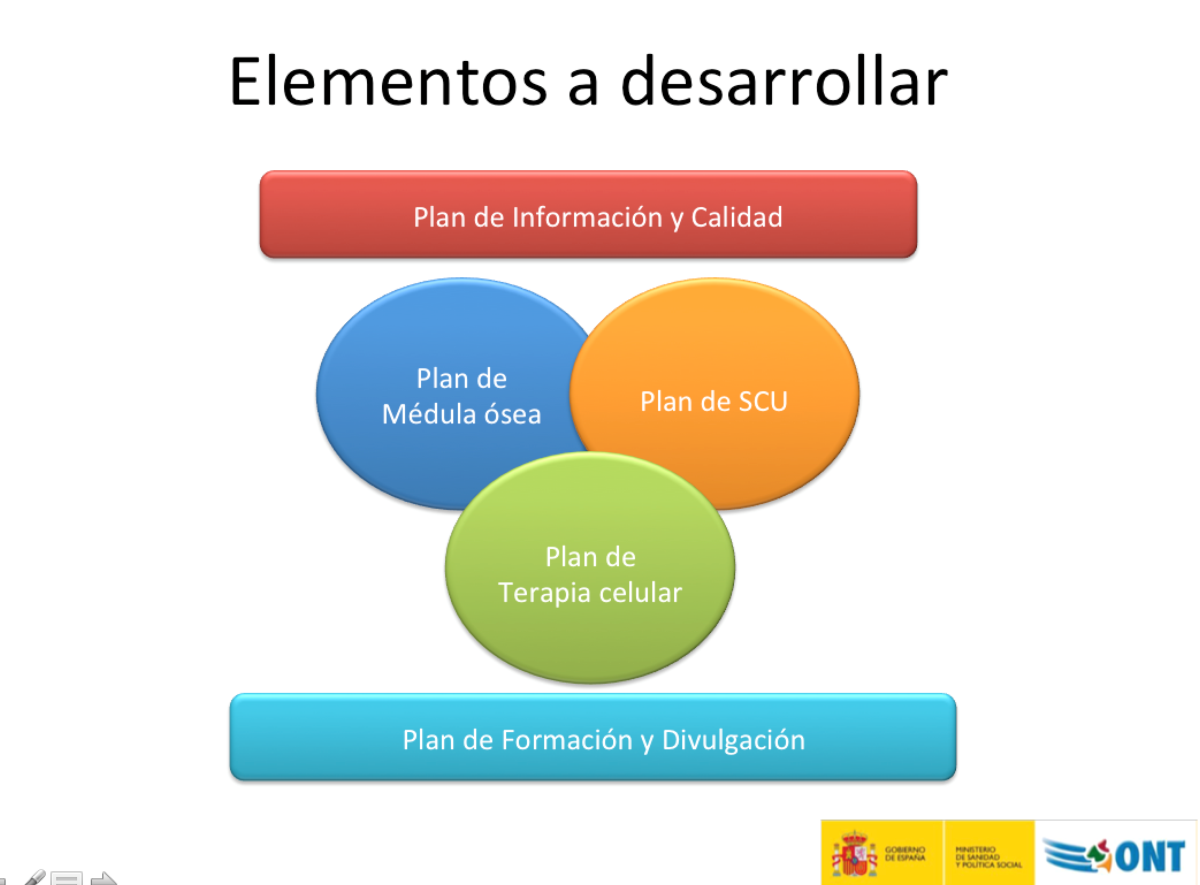 Elementos a desarrollar
Plan de Información y Calidad
Plan de
Médula ósea
Plan de SCU
Plan de
Terapia celular
Plan de Formación y Divulgación
GOBIERNO
DE ESPAÑA
MINISTERIO
DE SANIDAD
Y POLÍTICA SOCIAL
ONT